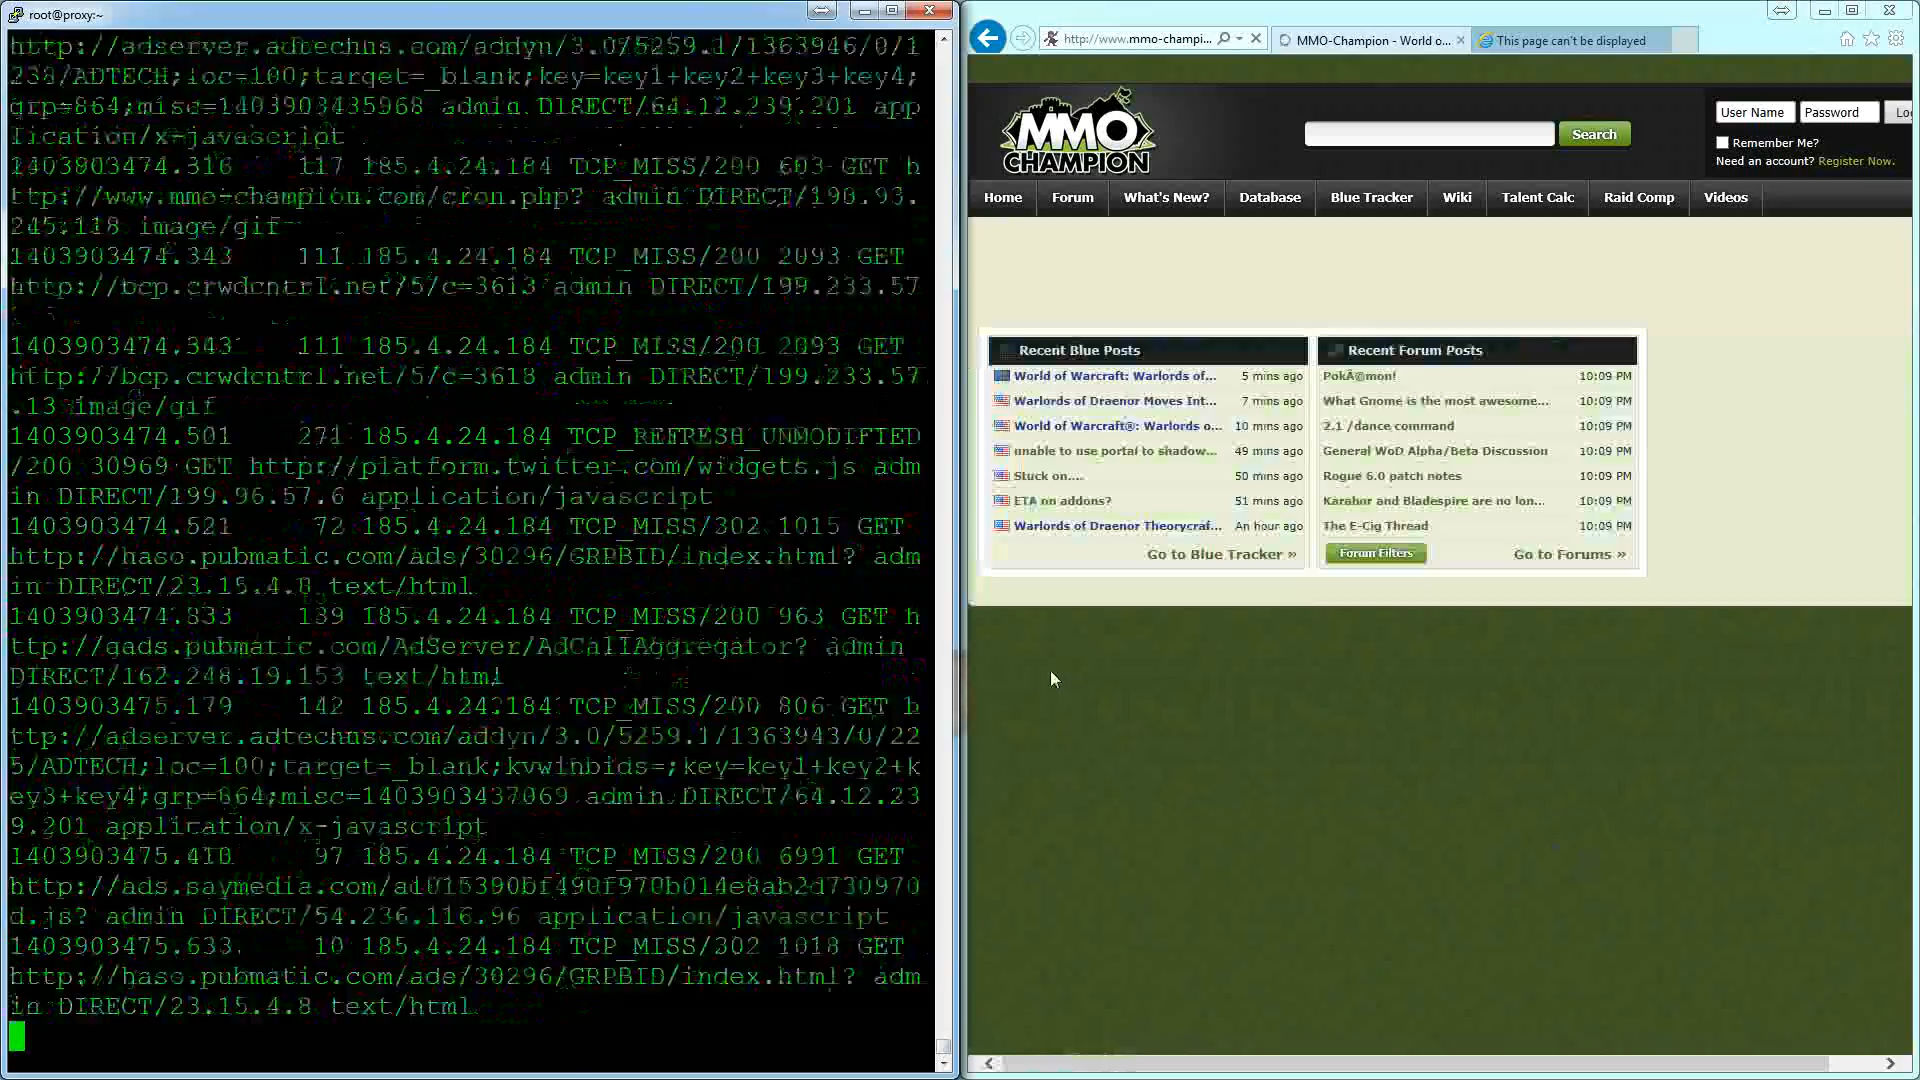 root@proxy:~
http://adserver.adtechus.com/addyn/3.0/5259.1/1363946/0/1
238/ADTECH;loc=100;target=_blank;key=key1+key2+key3+key4;
grp=864;misc=1403903435968 admin DIRECT/64.12.239.201 app
lication/x-javascript
1403903474.316 117 185.4.24.184 TCP_MISS/200 603 GET h
ttp://www.mmo-champion.com/cron.php? admin DIRECT/190.93.
245.118 image/gif
1403903474.343 111 185.4.24.184 TCP_MISS/200 2093 GET
http://bcp.crwdcntrl.net/5/c=3613 admin DIRECT/199.233.57
1403903474.343 111 185.4.24.184 TCP_MISS/200 2093 GET
http://bcp.crwdcntrl.net/5/c=3618 admin DIRECT/199.233.57
.13 image/gif
1403903474.501 271 185.4.24.184 TCP_REFRESH_UNMODIFIED
/200 30969 GET http://platform.twitter.com/widgets.js adm
in DIRECT/199.96.57.6 application/javascript
1403903474.521 72 185.4.24.184 TCP_MISS/302 1015 GET
http://haso.pubmatic.com/ads/30296/GRPBID/index.html? adm
in DIRECT/23.15.4.8 text/html
1403903474.833 139 185.4.24.184 TCP_MISS/200 963 GET h
ttp://qads.pubmatic.com/AdServer/AdCallAggregator? admin
DIRECT/162.248.19.153 text/html
1403903475.179 142 185.4.24.184 TCP_MISS/200 806 GET h
ttp://adserver.adtechus.com/addyn/3.0/5259.1/1363943/0/22
5/ADTECH;loc=100;target=_blank;kvwinbids=;key=key1+key2+k
ey3+key4;grp=864;misc=1403903437069 admin DIRECT/64.12.23
9.201 application/x-javascript
97 185.4.24.184 TCP_MISS/200 6991 GET
d.js? admin DIRECT/54.236.116.96 application/javascript
1403903475.633 10 185.4.24.184 TCP_MISS/302 1018 GET
http://haso.pubmatic.com/ads/30296/GRPBID/index.html? adm
in DIRECT/23.15.4.8 text/html
http://www.mmo-champi...
MMO-Champion - World o...
This page can't be displayed
MMO
CHAMPION
Search
User Name
Password
Lo
Remember Me?
Need an account? Register Now.
Home
Forum
What's New?
Database
Blue Tracker
Wiki
Talent Calc
Raid Comp
Videos
Recent Blue Posts
World of Warcraft: Warlords of... 5 mins ago
Warlords of Draenor Moves Int... 7 mins ago
World of Warcraft®: Warlords o... 10 mins ago
unable to use portal to shadow... 49 mins ago
Stuck on.... 50 mins ago
ETA on addons? 51 mins ago
Warlords of Draenor Theorycraf... An hour ago
Go to Blue Tracker »
Recent Forum Posts
PokÃ©mon! 10:09 PM
What Gnome is the most awesome... 10:09 PM
2.1 /dance command 10:09 PM
General WoD Alpha/Beta Discussion 10:09 PM
Rogue 6.0 patch notes 10:09 PM
Karabor and Bladespire are no lon... 10:09 PM
The E-Cig Thread 10:09 PM
Forum Filters
Go to Forums »